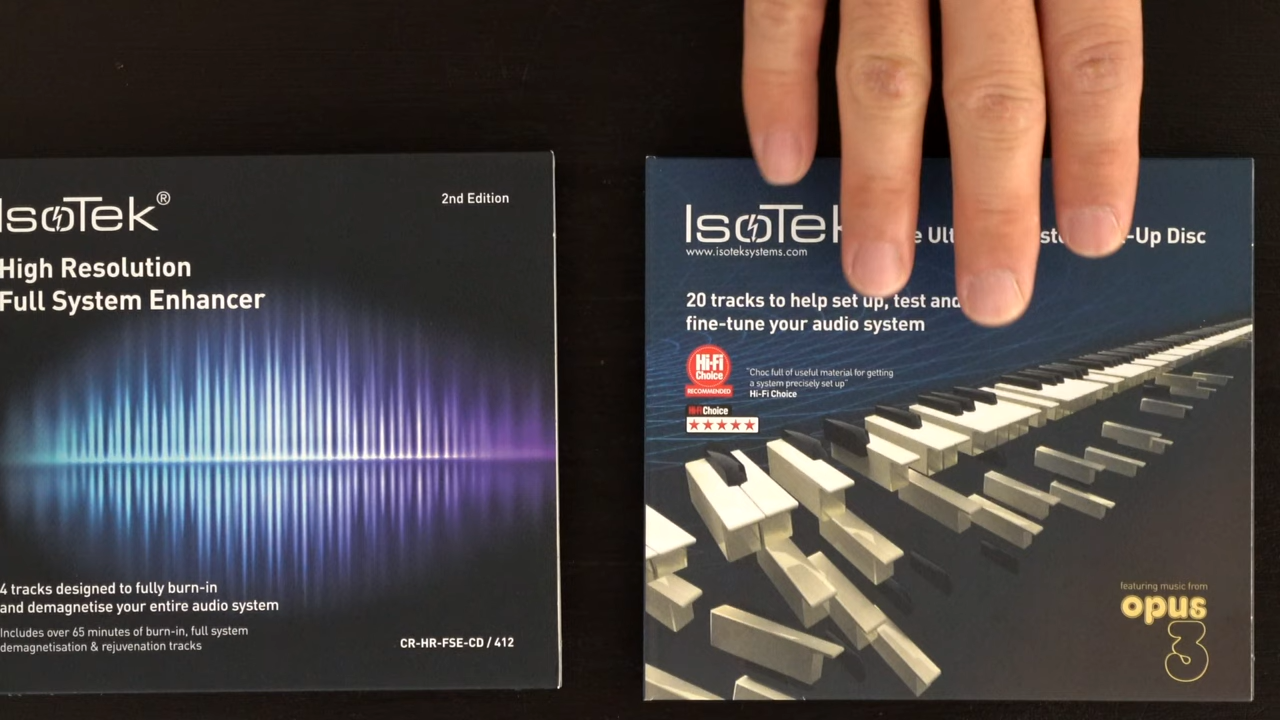 IsoTek®
2nd Edition
High Resolution
Full System Enhancer
4 tracks designed to fully burn-in
and demagnetise your entire audio system
Includes over 65 minutes of burn-in, full system
demagnetisation & rejuvenation tracks
CR-HR-FSE-CD / 412
IsoTek
www.isoteksystems.com
-Up Disc
20 tracks to help set up, test and
fine-tune your audio system
Hi-Fi
Choice
RECOMMENDED
"Choc full of useful material for getting
a system precisely set up"
Hi-Fi Choice
Hi-Fi Choice
featuring music from
opus
3